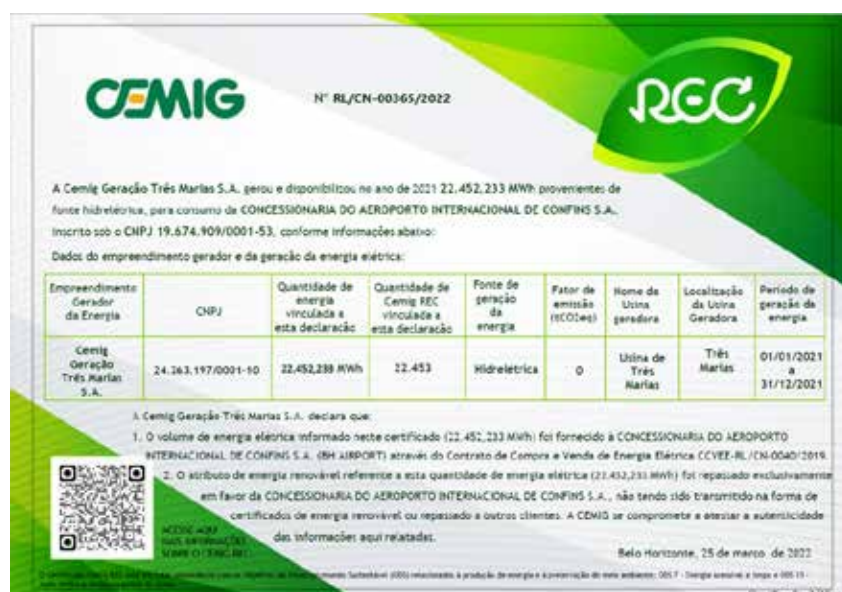 CEMIG
N° RL/CN-00365/2022
REC
A Cemig Geração Três Marias S.A. gerou e disponibilizou no ano de 2021 22.452,233 MWh provenientes de
fonte hidrelétrica, para consumo da CONCESSIONARIA DO AEROPORTO INTERNACIONAL DE CONFINS S.A.,
inscrito sob o CNPJ 19.674.909/0001-53, conforme informações abaixo:
Dados do empreendimento gerador e da geração da energia elétrica:
Empreendimento Gerador da Energia
CNPJ
Quantidade de energia vinculada a esta declaração
Quantidade de Cemig REC vinculada a esta declaração
Fonte de geração da energia
Fator de emissão (tCO2eq)
Nome da Usina geradora
Localização da Usina Geradora
Período de geração da energia
Cemig Geração Três Marias S.A.
24.263.197/0001-10
22,452,238 MWh
22.453
Hidrelétrica
0
Usina de Três Marias
Três Marias
01/01/2021 a 31/12/2021
A Cemig Geração Três Marias S.A. declara que:
1. O volume de energia elétrica informado neste certificado (22.452,233 MWh) foi fornecido à CONCESSIONARIA DO AEROPORTO
INTERNACIONAL DE CONFINS S.A. (BH AIRPORT) através do Contrato de Compra e Venda de Energia Elétrica CCVEE-RL/CN-0040/2019.
2. O atributo de energia renovável referente a esta quantidade de energia elétrica (22.452,233 MWh) foi repassado exclusivamente
em favor da CONCESSIONARIA DO AEROPORTO INTERNACIONAL DE CONFINS S.A., não tendo sido transmitido na forma de
certificados de energia renovável ou repassado a outros clientes. A CEMIG se compromete a atestar a autenticidade
das informações aqui relatadas.
ACESSE AQUI
MAIS INFORMAÇÕES
SOBRE O CEMIG REC
Belo Horizonte, 25 de março de 2022